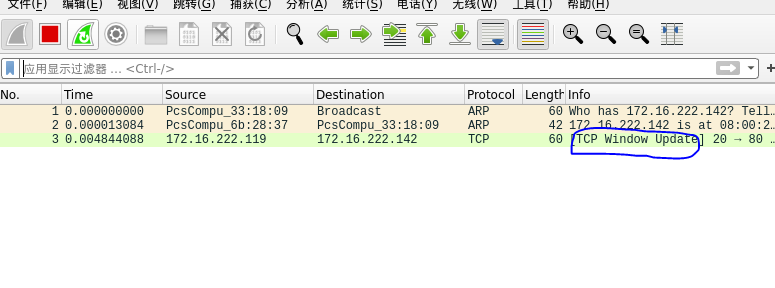 文件(F) 编辑(E) 视图(V) 跳转(G) 捕获(C) 分析(A) 统计(S) 电话(Y) 无线(W) 工具(T) 帮助(H)
应用显示过滤器 … <Ctrl-/>
No. Time Source Destination Protocol Length Info
1 0.000000000 PcsCompu_33:18:09 Broadcast ARP 60 Who has 172.16.222.142? Tell…
2 0.000013084 PcsCompu_6b:28:37 PcsCompu_33:18:09 ARP 42 172.16.222.142 is at 08:00:2…
3 0.004844088 172.16.222.119 172.16.222.142 TCP 60 [TCP Window Update] 20 → 80 …